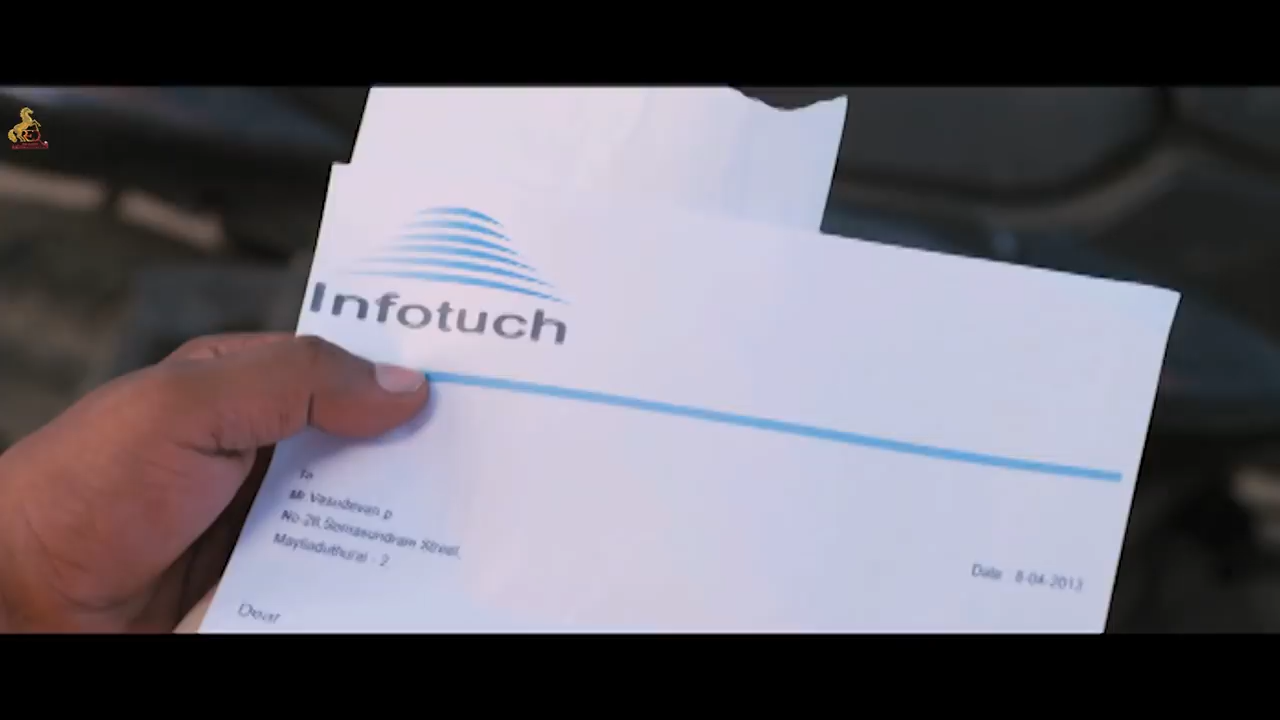 Infotuch
To
Mr Vasudevan p
No 28,Somasundram Street,
Mayiladuthurai - 2
Date : 8-04-2013
Dear